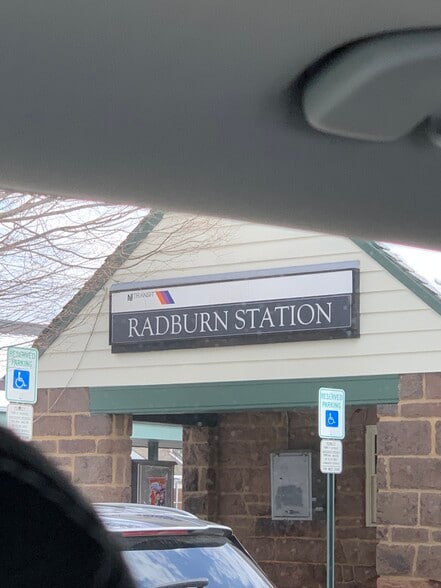 NJ TRANSIT
RADBURN STATION
RESERVED
PARKING
RESERVED
PARKING